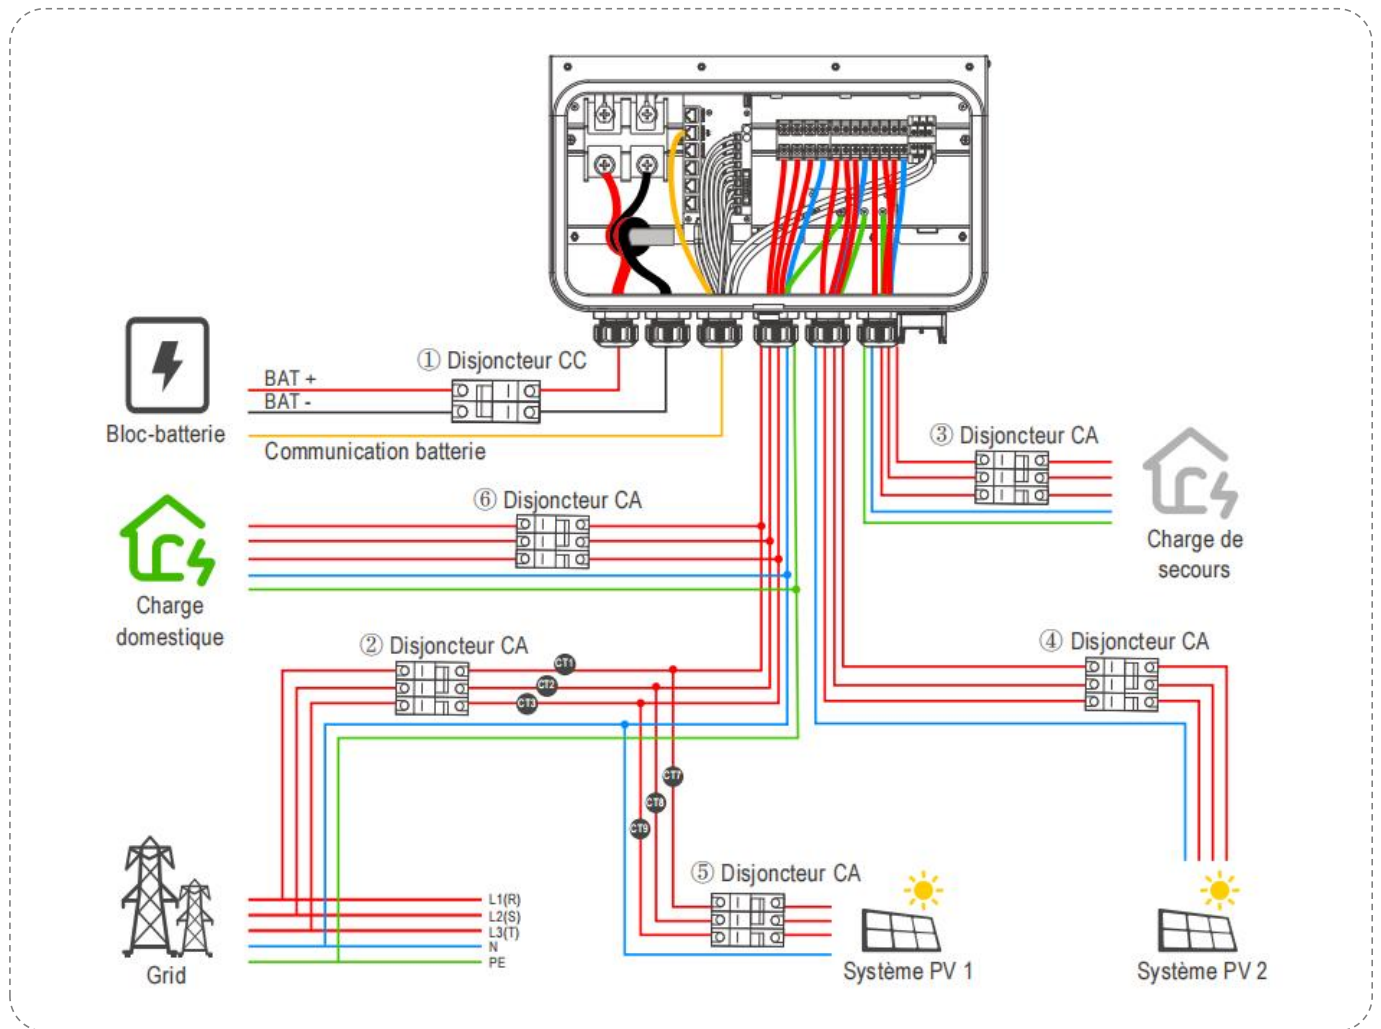 ① Disjoncteur CC
BAT +
BAT -
Bloc-batterie
Communication batterie
③ Disjoncteur CA
⑥ Disjoncteur CA
Charge de
secours
Charge
domestique
② Disjoncteur CA
④ Disjoncteur CA
CT1
CT2
CT3
CT7
CT8
CT9
⑤ Disjoncteur CA
L1(R)
L2(S)
L3(T)
N
PE
Grid
Système PV 1
Système PV 2